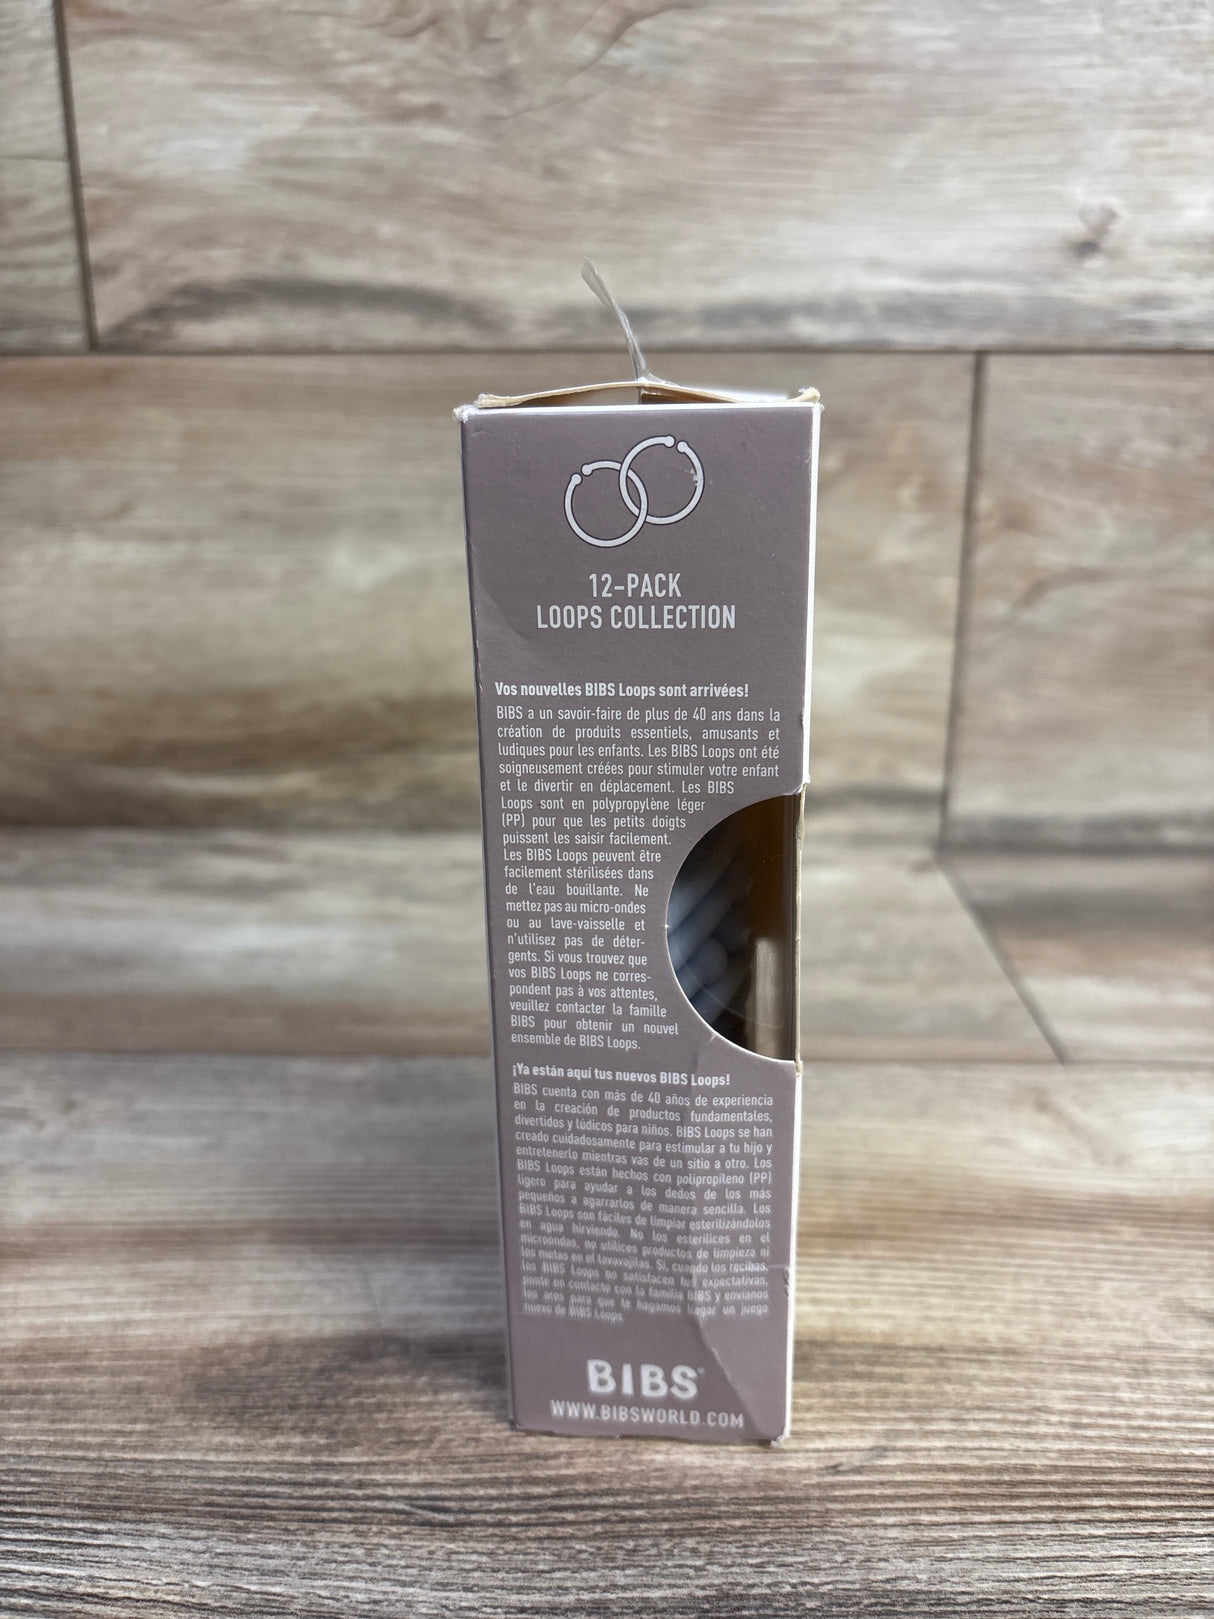 12-PACK
LOOPS COLLECTION
Vos nouvelles BIBS Loops sont arrivées!
BIBS a un savoir-faire de plus de 40 ans dans la
création de produits essentiels, amusants et
ludiques pour les enfants. Les BIBS Loops ont été
soigneusement créées pour stimuler votre enfant
et le divertir en déplacement. Les BIBS
Loops sont en polypropylène léger
(PP) pour que les petits doigts
puissent les saisir facilement.
Les BIBS Loops peuvent être
facilement stérilisées dans
de l'eau bouillante. Ne
mettez pas au micro-ondes
ou au lave-vaisselle et
n'utilisez pas de déter-
gents. Si vous trouvez que
vos BIBS Loops ne corres-
pondent pas à vos attentes,
veuillez contacter la famille
BIBS pour obtenir un nouvel
ensemble de BIBS Loops.
¡Ya están aquí tus nuevos BIBS Loops!
BIBS cuenta con más de 40 años de experiencia
en la creación de productos fundamentales,
divertidos y lúdicos para niños. BIBS Loops se han
creado cuidadosamente para estimular a tu hijo y
entretenerlo mientras vas de un sitio a otro. Los
BIBS Loops están hechos con polipropileno (PP)
ligero para ayudar a los dedos de los más
pequeños a agarrarlos de manera sencilla. Los
BIBS Loops son fáciles de limpiar esterilizándolos
en agua hirviendo. No los esterilices en el
microondas, no utilices productos de limpieza ni
los metas en el lavavajillas. Si, cuando los recibas,
los BIBS Loops no satisfacen tus expectativas,
ponte en contacto con la familia BIBS y envíanos
los aros para que te hagamos llegar un juego
nuevo de BIBS Loops.
BIBS
WWW.BIBSWORLD.COM